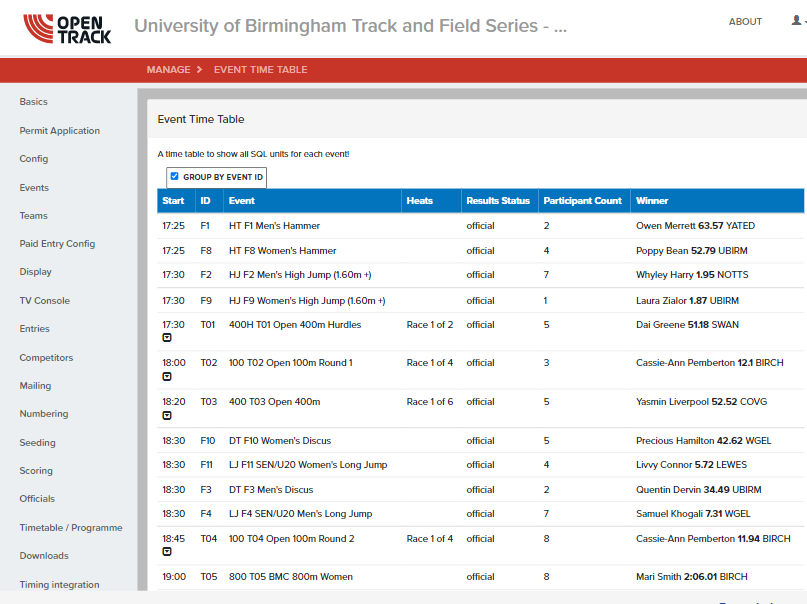 OPEN TRACK
University of Birmingham Track and Field Series - ...
ABOUT
MANAGE > EVENT TIME TABLE
Basics
Permit Application
Config
Events
Teams
Paid Entry Config
Display
TV Console
Entries
Competitors
Mailing
Numbering
Seeding
Scoring
Officials
Timetable / Programme
Downloads
Timing integration
Event Time Table
A time table to show all SQL units for each event!
GROUP BY EVENT ID
Start ID Event Heats Results Status Participant Count Winner
17:25 F1 HT F1 Men's Hammer official 2 Owen Merrett 63.57 YATED
17:25 F8 HT F8 Women's Hammer official 4 Poppy Bean 52.79 UBIRM
17:30 F2 HJ F2 Men's High Jump (1.60m +) official 7 Whyley Harry 1.95 NOTTS
17:30 F9 HJ F9 Women's High Jump (1.60m +) official 1 Laura Zialor 1.87 UBIRM
17:30 T01 400H T01 Open 400m Hurdles Race 1 of 2 official 5 Dai Greene 51.18 SWAN
18:00 T02 100 T02 Open 100m Round 1 Race 1 of 4 official 3 Cassie-Ann Pemberton 12.1 BIRCH
18:20 T03 400 T03 Open 400m Race 1 of 6 official 5 Yasmin Liverpool 52.52 COVG
18:30 F10 DT F10 Women's Discus official 5 Precious Hamilton 42.62 WGEL
18:30 F11 LJ F11 SEN/U20 Women's Long Jump official 4 Livvy Connor 5.72 LEWES
18:30 F3 DT F3 Men's Discus official 2 Quentin Dervin 34.49 UBIRM
18:30 F4 LJ F4 SEN/U20 Men's Long Jump official 7 Samuel Khogali 7.31 WGEL
18:45 T04 100 T04 Open 100m Round 2 Race 1 of 4 official 8 Cassie-Ann Pemberton 11.94 BIRCH
19:00 T05 800 T05 BMC 800m Women official 8 Mari Smith 2:06.01 BIRCH